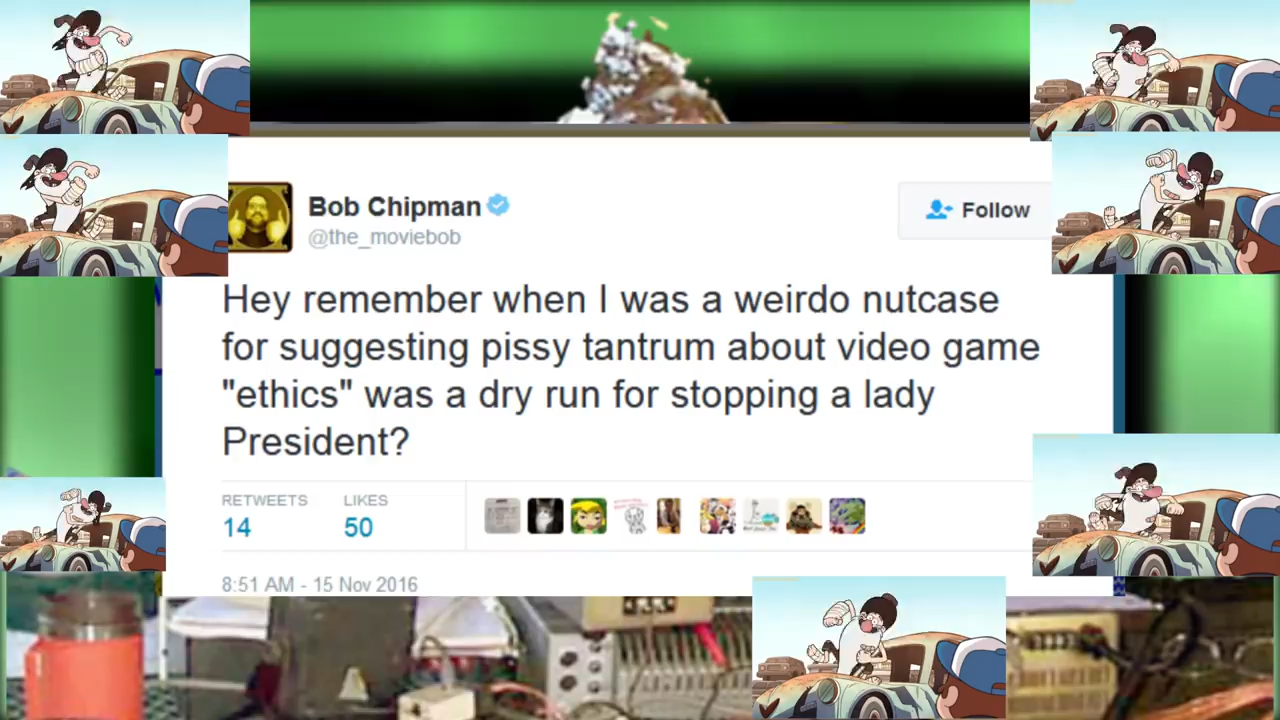 Bob Chipman
@the_moviebob
Follow
Hey remember when I was a weirdo nutcase
for suggesting pissy tantrum about video game
"ethics" was a dry run for stopping a lady
President?
RETWEETS LIKES
14 50
8:51 AM - 15 Nov 2016